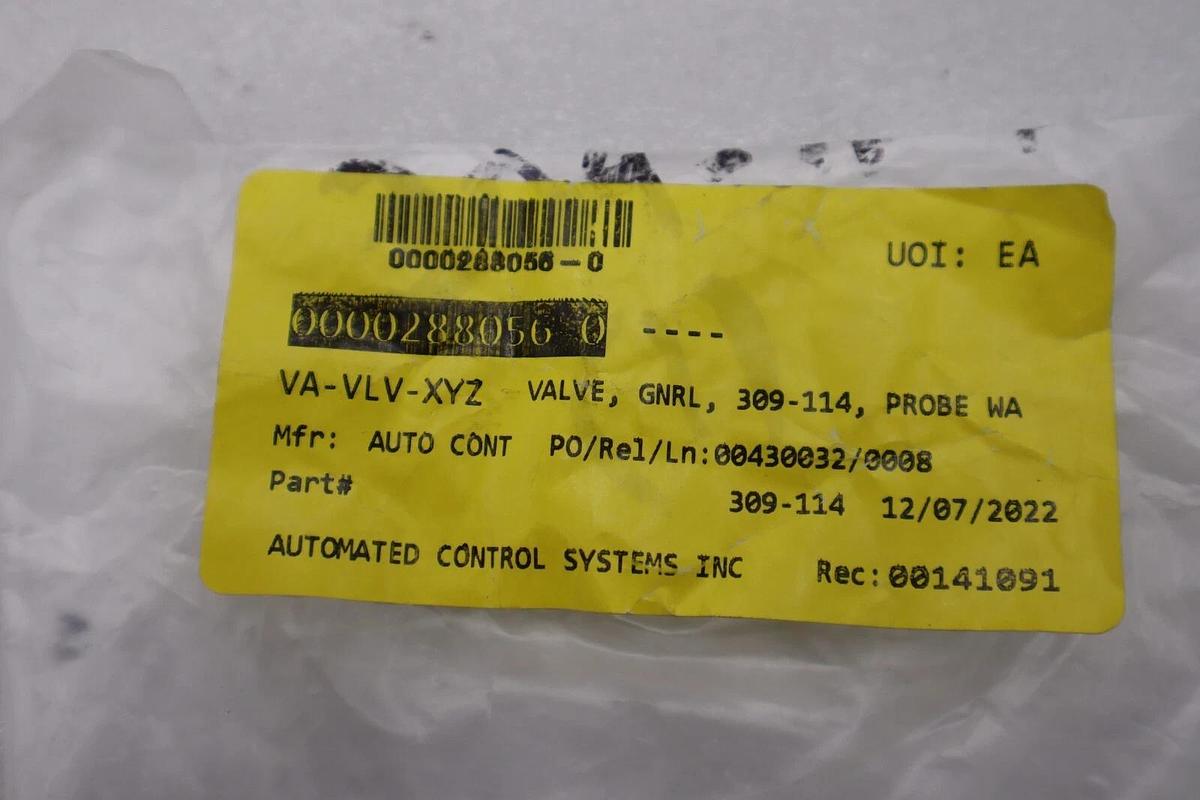 0000288056-0
UOI: EA
0000288056 0 ----
VA-VLV-XYZ VALVE, GNRL, 309-114, PROBE WA
Mfr: AUTO CONT PO/Rel/Ln:00430032/0008
Part# 309-114 12/07/2022
AUTOMATED CONTROL SYSTEMS INC Rec:00141091